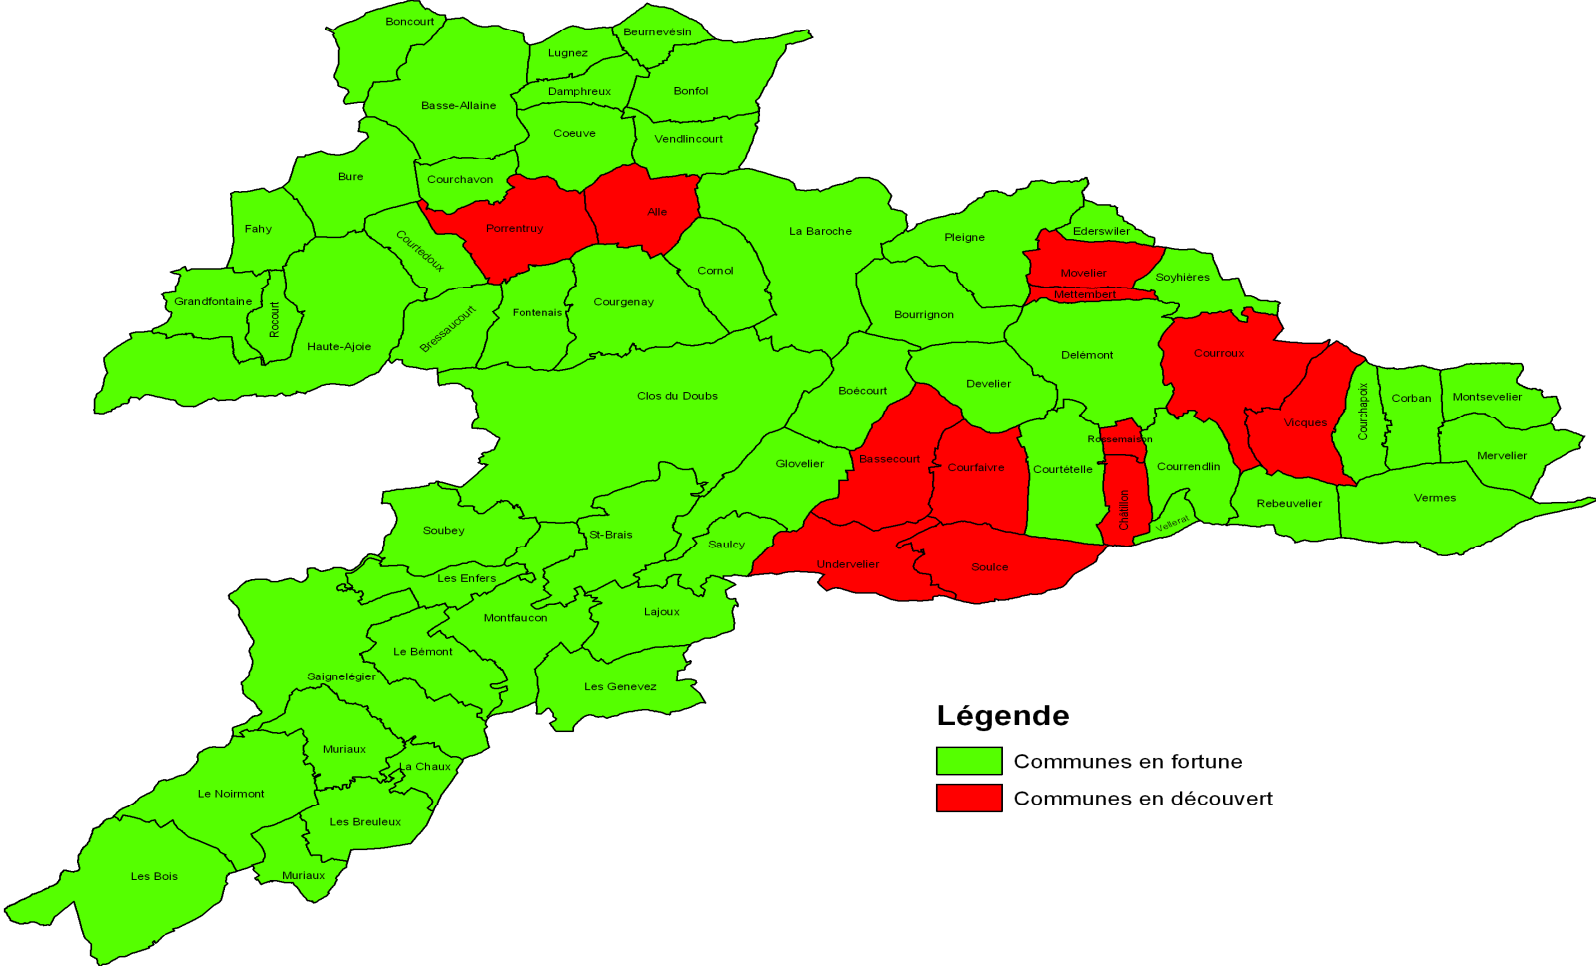 Boncourt
Beurnevésin
Lugnez
Damphreux
Bonfol
Basse-Allaine
Coeuve
Vendlincourt
Bure
Courchavon
Alle
Porrentruy
Fahy
Courtedoux
La Baroche
Pleigne
Ederswiler
Movelier
Soyhières
Mettembert
Cornol
Grandfontaine
Rocourt
Courgenay
Fontenais
Bourrignon
Bressaucourt
Haute-Ajoie
Delémont
Courroux
Develier
Boécourt
Clos du Doubs
Courchapoix
Corban
Montsevelier
Vicques
Rossemaison
Mervelier
Bassecourt
Glovelier
Courfaivre
Courtételle
Courrendlin
Vermes
Rebeuvelier
Châtillon
Vellerat
Soubey
St-Brais
Saulcy
Undervelier
Soulce
Les Enfers
Montfaucon
Lajoux
Le Bémont
Saignelégier
Les Genevez
Muriaux
La Chaux
Le Noirmont
Les Breuleux
Les Bois
Muriaux
Légende
Communes en fortune
Communes en découvert